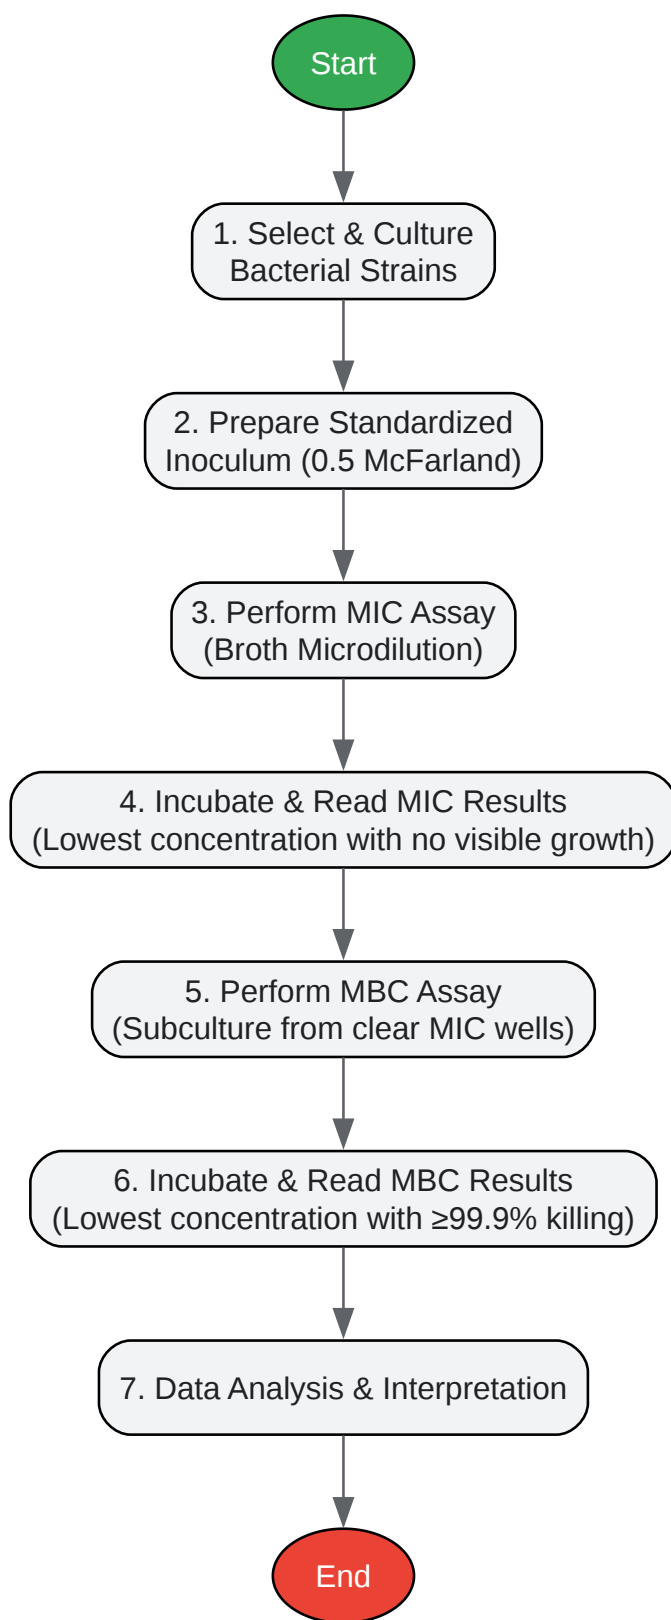 Start
1. Select & Culture
Bacterial Strains
2. Prepare Standardized
Inoculum (0.5 McFarland)
3. Perform MIC Assay
(Broth Microdilution)
4. Incubate & Read MIC Results
(Lowest concentration with no visible growth)
5. Perform MBC Assay
(Subculture from clear MIC wells)
6. Incubate & Read MBC Results
(Lowest concentration with ≥99.9% killing)
7. Data Analysis & Interpretation
End